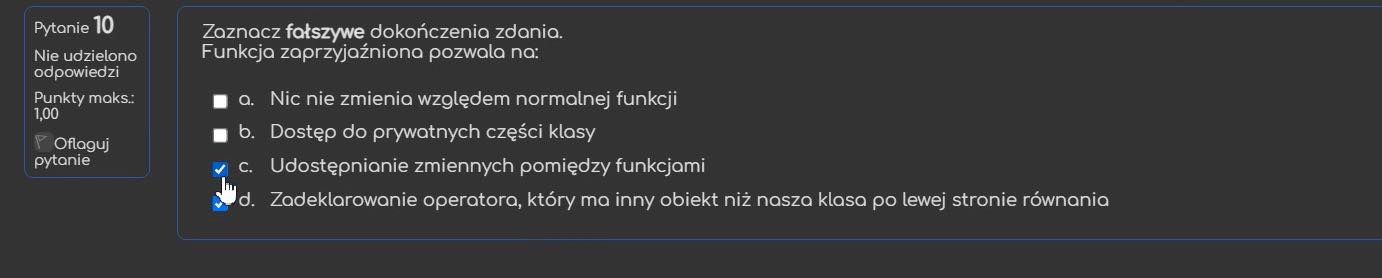 Pytanie 10
Nie udzielono
odpowiedzi
Punkty maks.:
1,00
Oflaguj
pytanie
Zaznacz fałszywe dokończenia zdania.
Funkcja zaprzyjaźniona pozwala na:
a. Nic nie zmienia względem normalnej funkcji
b. Dostęp do prywatnych części klasy
c. Udostępnianie zmiennych pomiędzy funkcjami
d. Zadeklarowanie operatora, który ma inny obiekt niż nasza klasa po lewej stronie równania